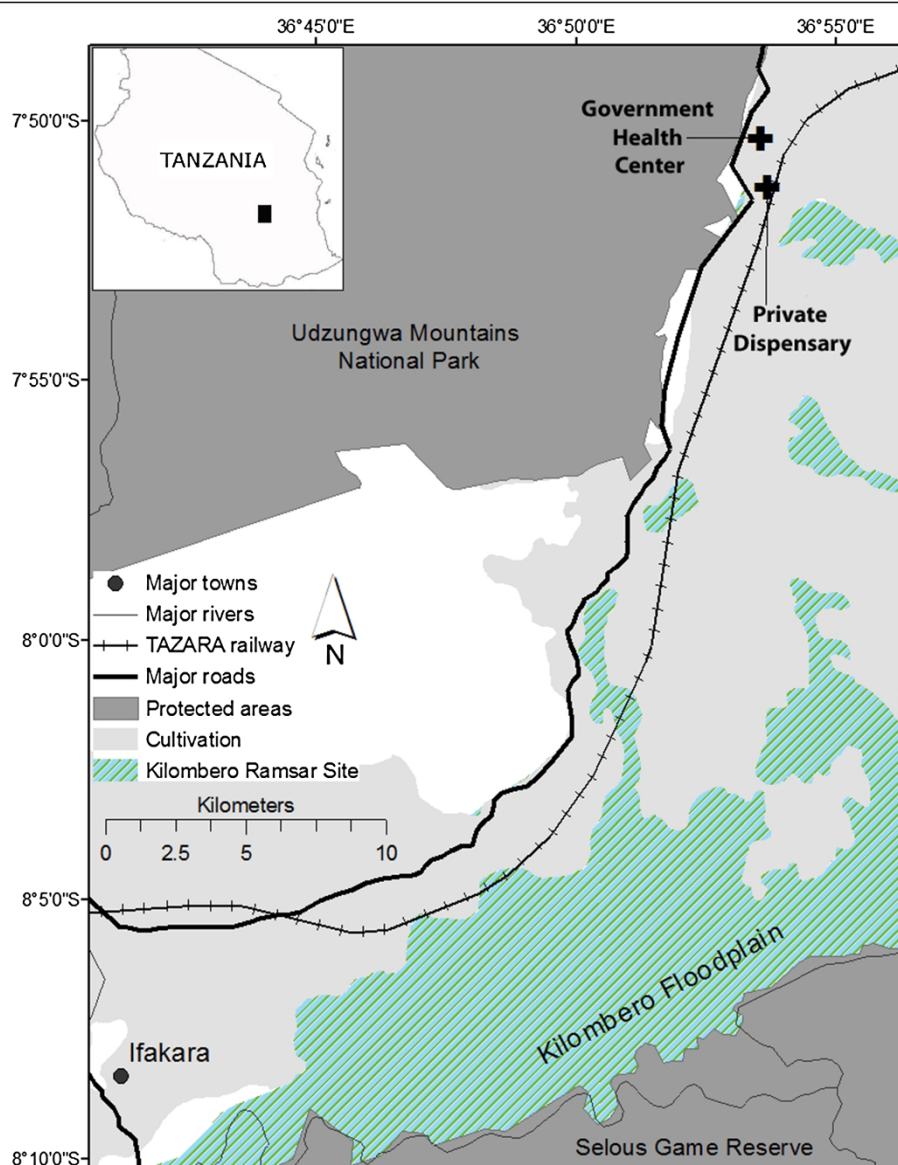 36°45'0"E
36°50'0"E
36°55'0"E
7°50'0"S
TANZANIA
Government
Health
Center
Private
Dispensary
Udzungwa Mountains
National Park
7°55'0"S
Major towns
Major rivers
TAZARA railway
Major roads
Protected areas
Cultivation
Kilombero Ramsar Site
N
8°0'0"S
Kilometers
0 2.5 5 10
8°50'0"S
Kilombero Floodplain
Ifakara
8°10'0"S
Selous Game Reserve